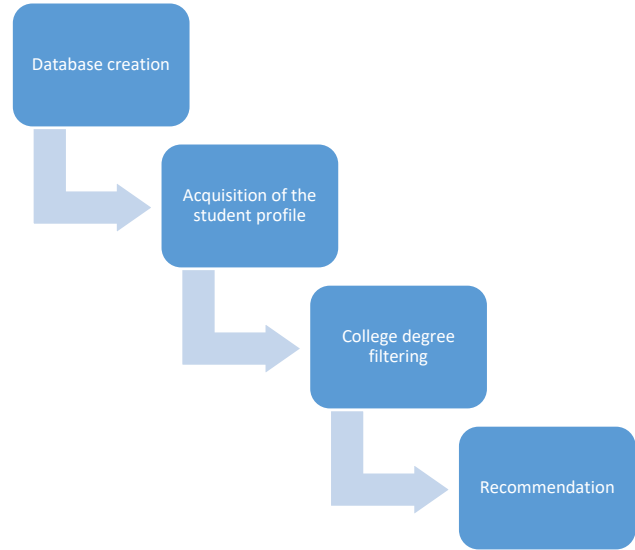 Database creation
Acquisition of the
student profile
College degree
filtering
Recommendation